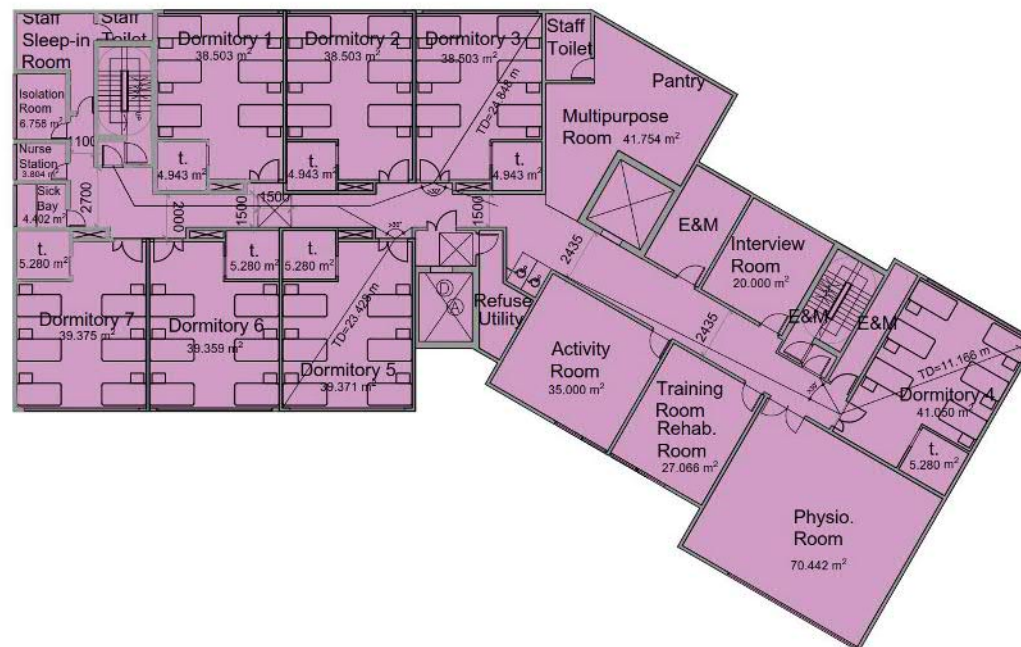 Staff
Sleep-in
Room
Staff
Toilet
Dormitory 1
38.503 m²
Dormitory 2
38.503 m²
Dormitory 3
38.503 m²
Staff
Toilet
Pantry
Multipurpose
Room 41.754 m²
TD=24.848 m
Isolation
Room
6.758 m²
1100
Nurse
Station
3.804 m²
Sick
Bay
4.402 m²
2700
2000
1500
1500
1500
t.
4.943 m²
t.
4.943 m²
t.
4.943 m²
t.
5.280 m²
t.
5.280 m²
t.
5.280 m²
Dormitory 7
39.375 m²
Dormitory 6
39.359 m²
Dormitory 5
39.371 m²
TD=23.429 m
D
A
Refuse
Utility
2435
2435
E&M
Interview
Room
20.000 m²
E&M
E&M
Activity
Room
35.000 m²
Training
Room
Rehab.
Room
27.066 m²
TD=11.166 m
Dormitory 4
41.050 m²
t.
5.280 m²
Physio.
Room
70.442 m²